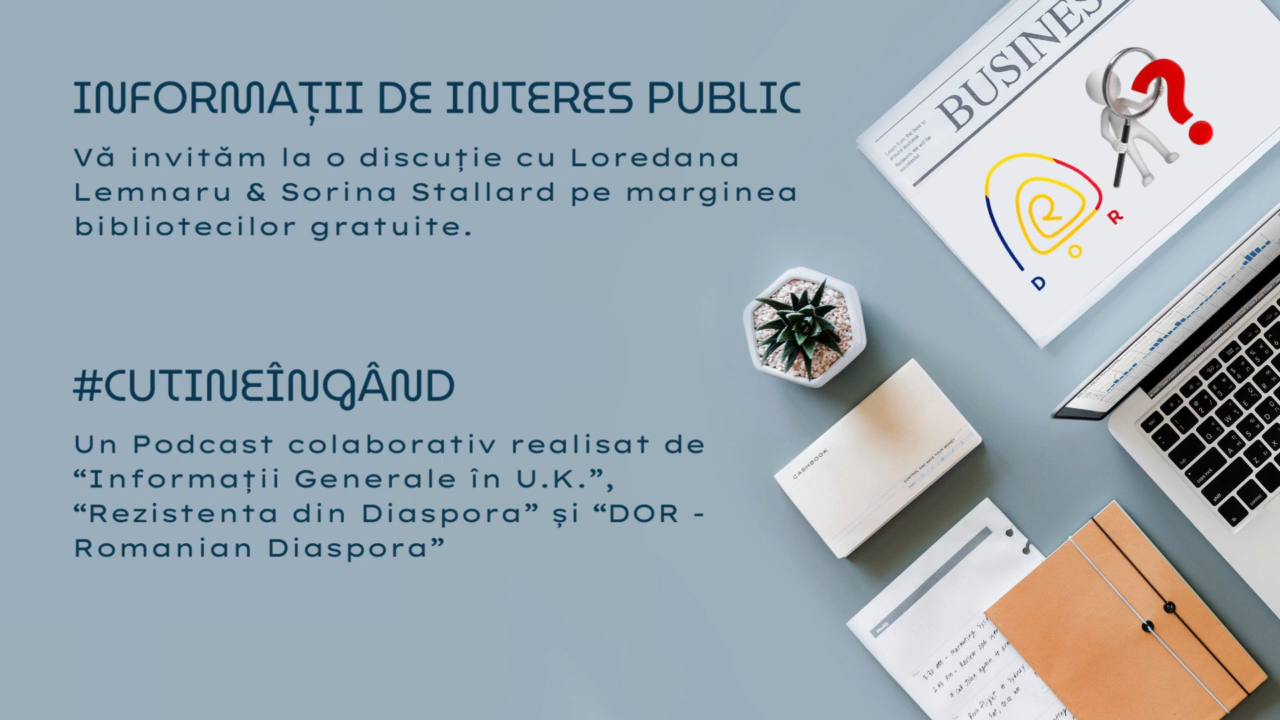 INFORMAȚII DE INTERES PUBLIC
Vă invităm la o discuție cu Loredana
Lemnaru & Sorina Stallard pe marginea
bibliotecilor gratuite.
#CUTINEÎNGÂND
Un Podcast colaborativ realisat de
“Informații Generale în U.K.”,
“Rezistenta din Diaspora” și “DOR -
Romanian Diaspora”
BUSINES
D O R
CASHBOOK